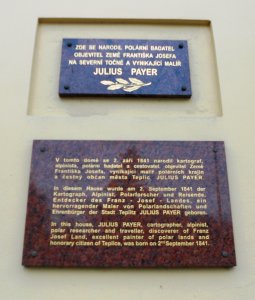 ZDE SE NARODIL POLÁRNÍ BADATEL
OBJEVITEL ZEMĚ FRANTIŠKA JOSEFA
NA SEVERNÍ TOČNĚ A VYNIKAJÍCÍ MALÍŘ
JULIUS PAYER
V tomto domě se 2. září 1841 narodil kartograf,
alpinista, polární badatel a cestovatel, objevitel Země
Františka Josefa, vynikající malíř polárních krajin
a čestný občan města Teplic JULIUS PAYER.
In diesem Hause wurde am 2. September 1841 der
Kartograph, Alpinist, Polarforscher und Reisende,
Entdecker des Franz - Josef - Landes, ein
hervorragender Maler von Polarlandschaften und
Ehrenbürger der Stadt Teplitz JULIUS PAYER geboren.
In this house, JULIUS PAYER, cartographer, alpinist,
polar researcher and traveller, discoverer of Franz
Josef Land, excellent painter of polar lands and
honorary citizen of Teplice, was born on 2nd September 1841.